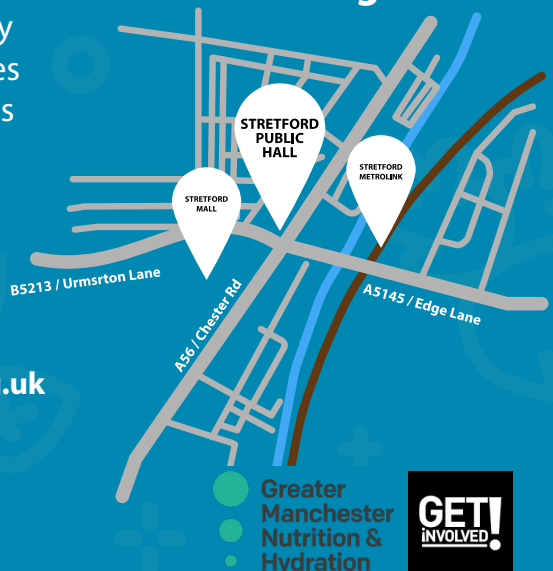 y
es
s
STRETFORD
PUBLIC
HALL
STRETFORD
METROLINK
STRETFORD
MALL
B5213 / Urmsrton Lane
A56 / Chester Rd
A5145 / Edge Lane
.uk
Greater
Manchester
Nutrition &
Hydration
GET!
iNVOLVED